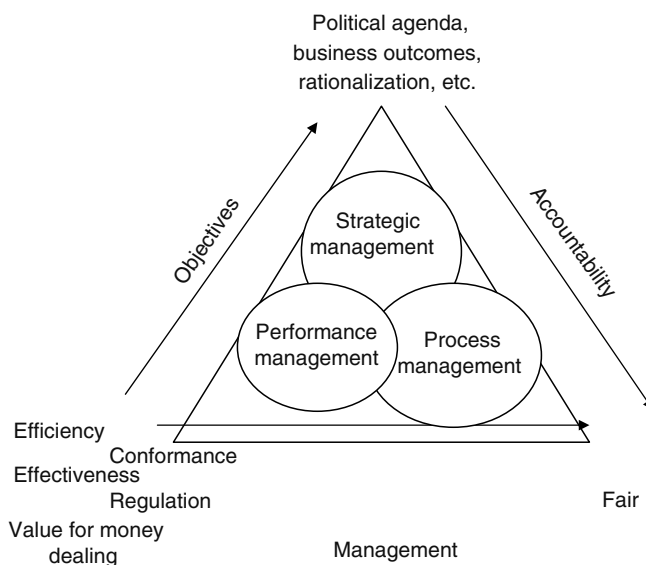 Political agenda,
business outcomes,
rationalization, etc.
Objectives
Accountability
Strategic
management
Performance
management
Process
management
Efficiency
Conformance
Effectiveness
Regulation
Fair
Value for money
dealing
Management